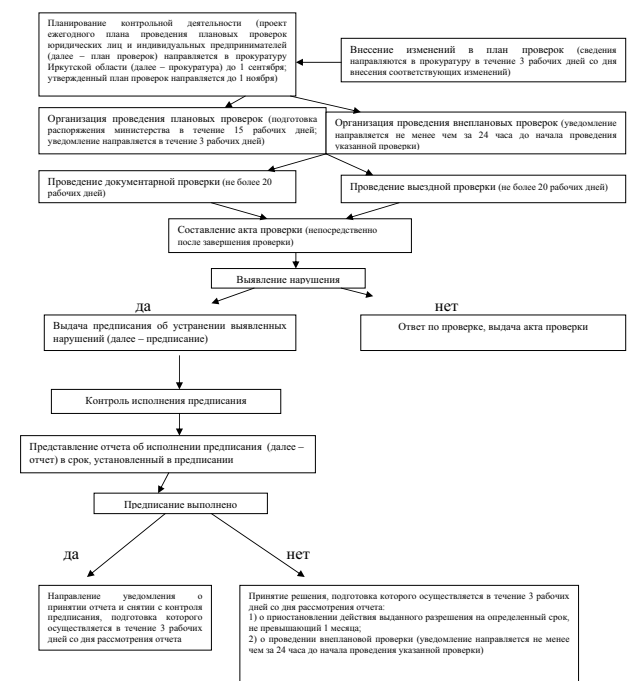 Планирование контрольной деятельности (проект
ежегодного плана проведения плановых проверок
юридических лиц и индивидуальных предпринимателей
(далее – план проверок) направляется в прокуратуру
Иркутской области (далее – прокуратура) до 1 сентября;
утвержденный план проверок направляется до 1 ноября)
Внесение изменений в план проверок (сведения
направляются в прокуратуру в течение 3 рабочих дней со дня
внесения соответствующих изменений)
Организация проведения плановых проверок (подготовка
распоряжения министерства в течение 15 рабочих дней;
уведомление направляется в течение 3 рабочих дней)
Организация проведения внеплановых проверок (уведомление
направляется не менее чем за 24 часа до начала проведения
указанной проверки)
Проведение документарной проверки (не более 20
рабочих дней)
Проведение выездной проверки (не более 20 рабочих дней)
Составление акта проверки (непосредственно
после завершения проверки)
Выявление нарушения
да
нет
Выдача предписания об устранении выявленных
нарушений (далее – предписание)
Ответ по проверке, выдача акта проверки
Контроль исполнения предписания
Представление отчета об исполнении предписания (далее –
отчет) в срок, установленный в предписании
Предписание выполнено
да
нет
Направление уведомления о
принятии отчета и снятии с контроля
предписания, подготовка которого
осуществляется в течение 3 рабочих
дней со дня рассмотрения отчета
Принятие решения, подготовка которого осуществляется в течение 3 рабочих
дней со дня рассмотрения отчета:
1) о приостановлении действия выданного разрешения на определенный срок,
не превышающий 1 месяца;
2) о проведении внеплановой проверки (уведомление направляется не менее
чем за 24 часа до начала проведения указанной проверки)